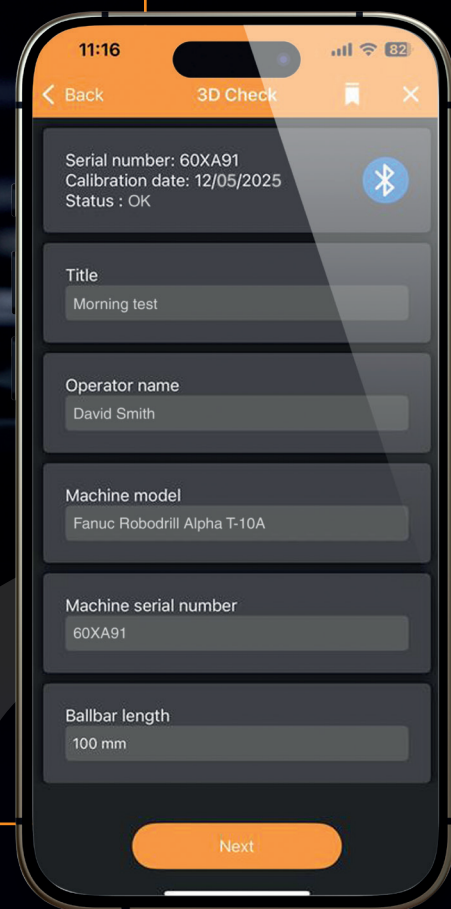 11:16
82
Back
3D Check
Serial number: 60XA91
Calibration date: 12/05/2025
Status : OK
Title
Morning test
Operator name
David Smith
Machine model
Fanuc Robodrill Alpha T-10A
Machine serial number
60XA91
Ballbar length
100 mm
Next